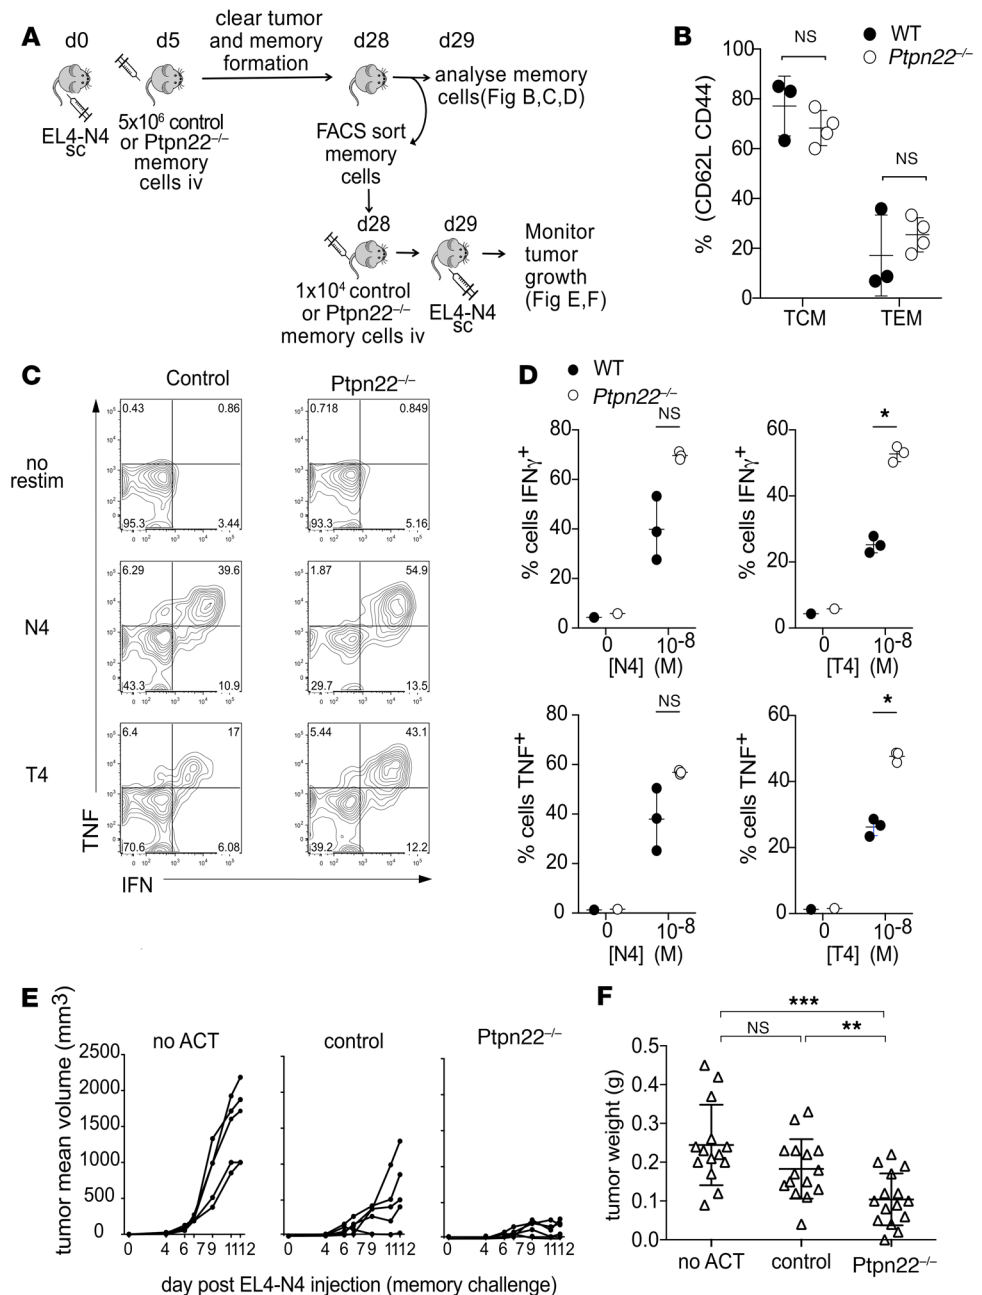 A
d0
d5
clear tumor
and memory
formation
d28
d29
EL4-N4
sc
5x10⁶ control
or Ptpn22⁻/⁻
memory
cells iv
analyse memory
cells(Fig B,C,D)
FACS sort
memory
cells
d28
d29
1x10⁴ control
or Ptpn22⁻/⁻
memory cells iv
EL4-N4
sc
Monitor
tumor
growth
(Fig E,F)
B
WT
Ptpn22⁻/⁻
% (CD62L CD44)
100
80
60
40
20
0
NS
NS
TCM
TEM
C
Control
Ptpn22⁻/⁻
no
restim
0.43
0.86
95.3
3.44
0.718
0.849
93.3
5.16
N4
6.29
39.6
43.3
10.9
1.87
54.9
29.7
13.5
T4
6.4
17
70.6
6.08
5.44
43.1
39.2
12.2
10⁵
10⁴
10³
10²
0
0 10² 10³ 10⁴ 10⁵
TNF
IFN
D
WT
Ptpn22⁻/⁻
% cells IFNγ⁺
80
60
40
20
0
NS
0 10⁻⁸
[N4] (M)
% cells IFNγ⁺
60
40
20
0
*
0 10⁻⁸
[T4] (M)
% cells TNF⁺
80
60
40
20
0
NS
0 10⁻⁸
[N4] (M)
% cells TNF⁺
60
40
20
0
*
0 10⁻⁸
[T4] (M)
E
tumor mean volume (mm³)
no ACT
control
Ptpn22⁻/⁻
2500
2000
1500
1000
500
0
0 4 6 7 9 11 12
0 4 6 7 9 11 12
0 4 6 7 9 11 12
day post EL4-N4 injection (memory challenge)
F
***
NS
**
tumor weight (g)
0.5
0.4
0.3
0.2
0.1
0.0
no ACT
control
Ptpn22⁻/⁻